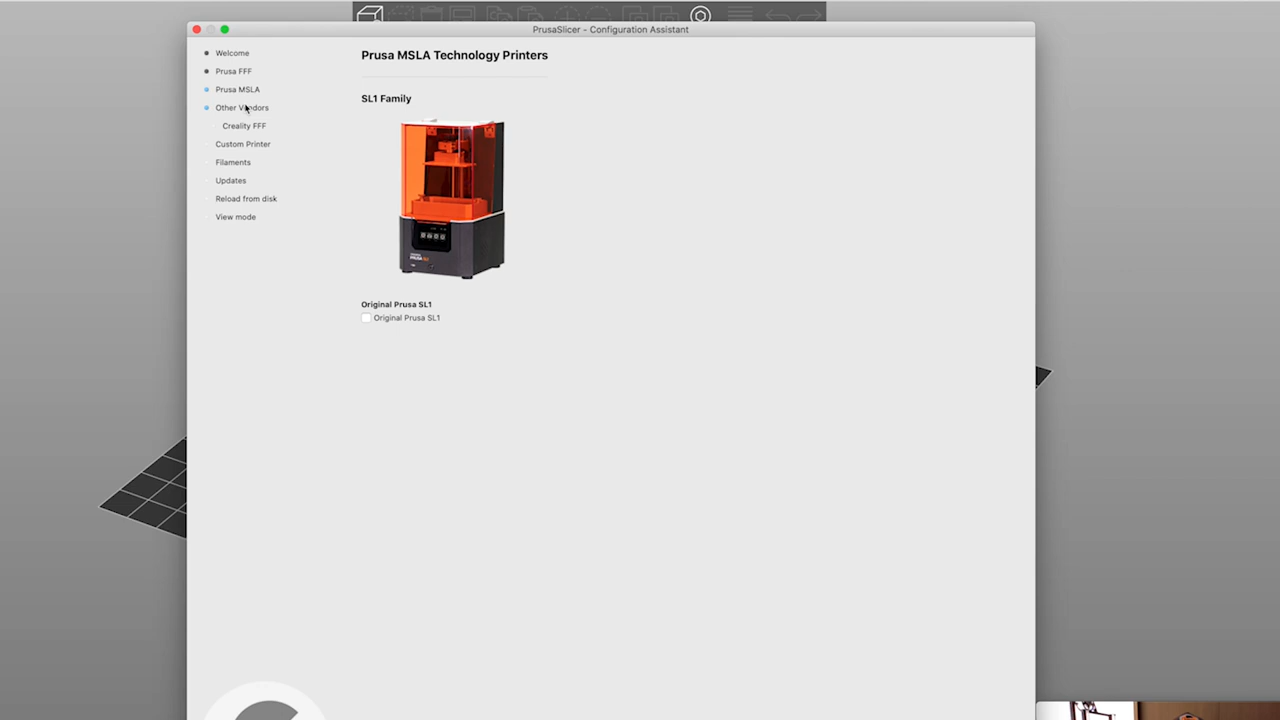 PrusaSlicer - Configuration Assistant
Welcome
Prusa FFF
Prusa MSLA
Other Vendors
Creality FFF
Custom Printer
Filaments
Updates
Reload from disk
View mode
Prusa MSLA Technology Printers
SL1 Family
Original Prusa SL1
Original Prusa SL1